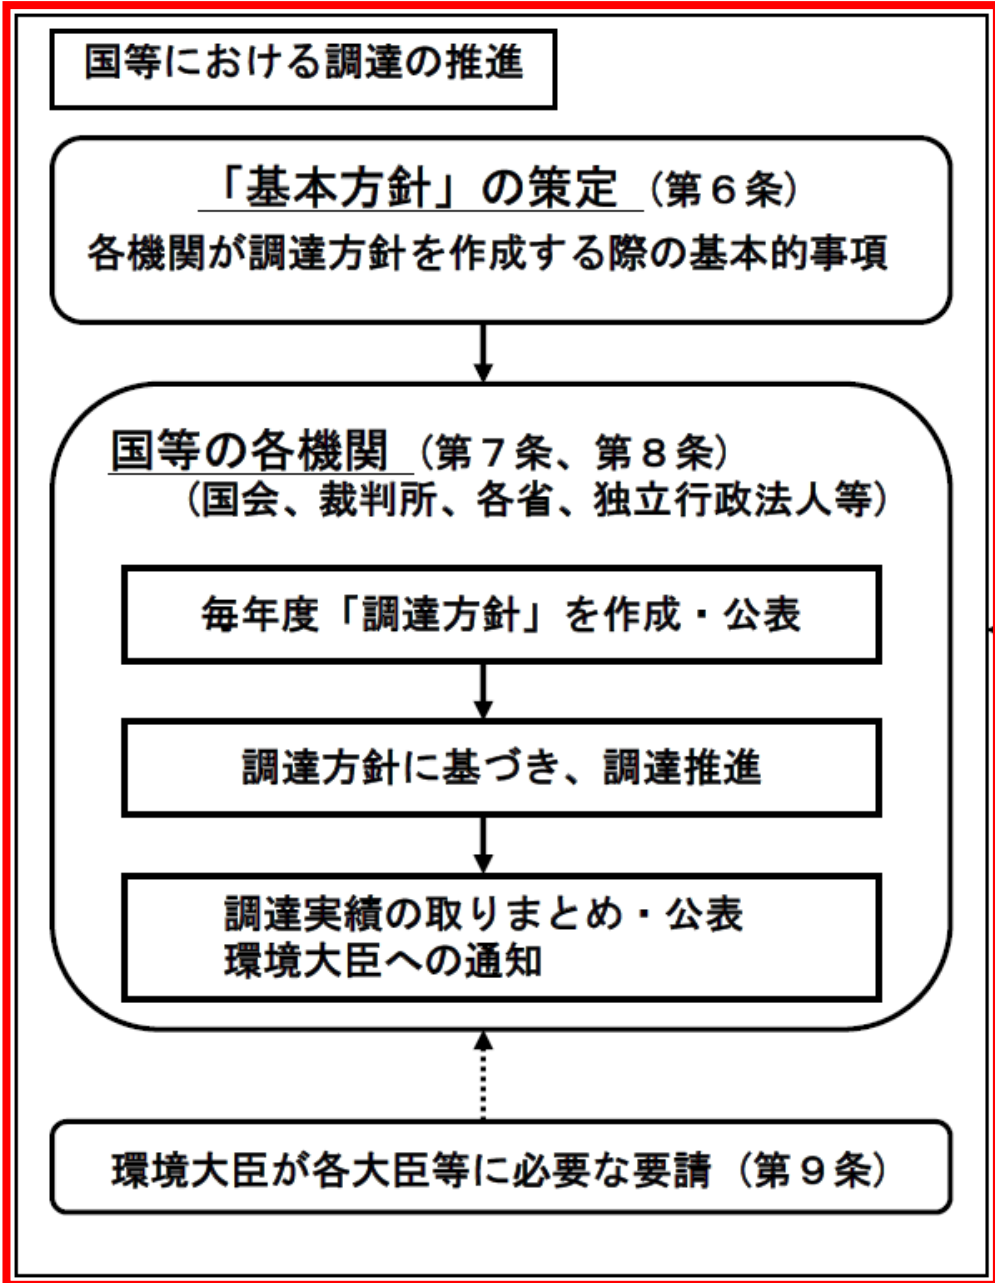 国等における調達の推進
「基本方針」の策定（第６条）
各機関が調達方針を作成する際の基本的事項
国等の各機関（第７条、第８条）
（国会、裁判所、各省、独立行政法人等）
毎年度「調達方針」を作成・公表
調達方針に基づき、調達推進
調達実績の取りまとめ・公表
環境大臣への通知
環境大臣が各大臣等に必要な要請（第９条）